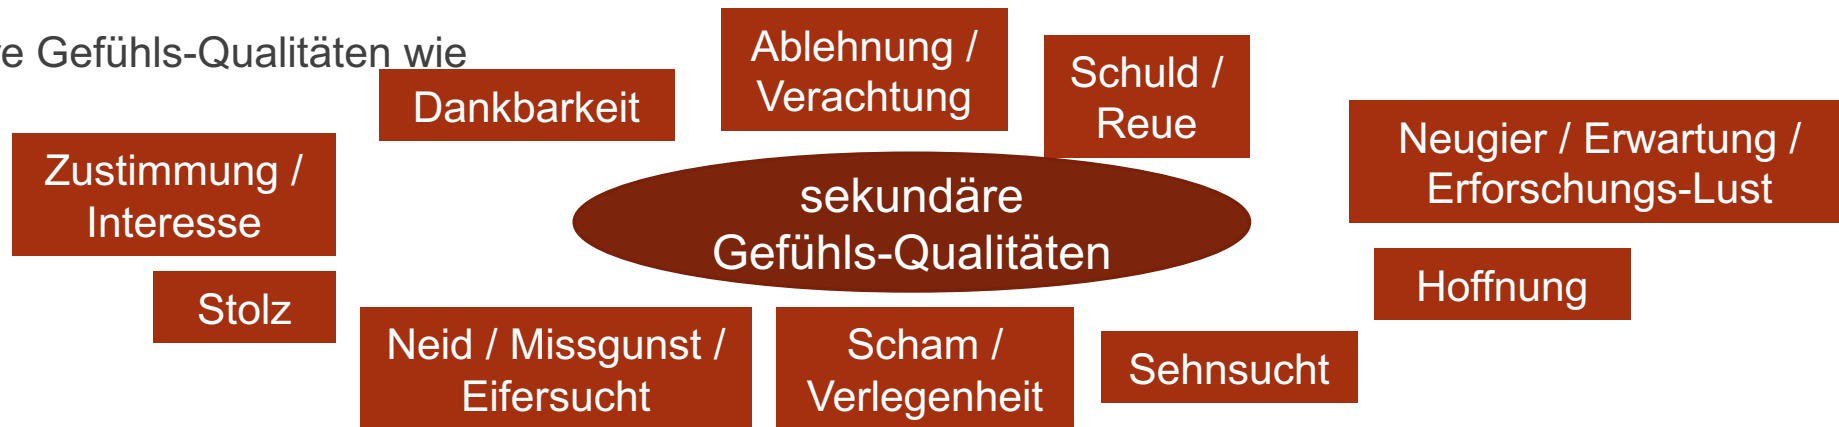 e Gefühls-Qualitäten wie
Dankbarkeit
Ablehnung /
Verachtung
Schuld /
Reue
Neugier / Erwartung /
Erforschungs-Lust
Zustimmung /
Interesse
sekundäre
Gefühls-Qualitäten
Stolz
Hoffnung
Neid / Missgunst /
Eifersucht
Scham /
Verlegenheit
Sehnsucht